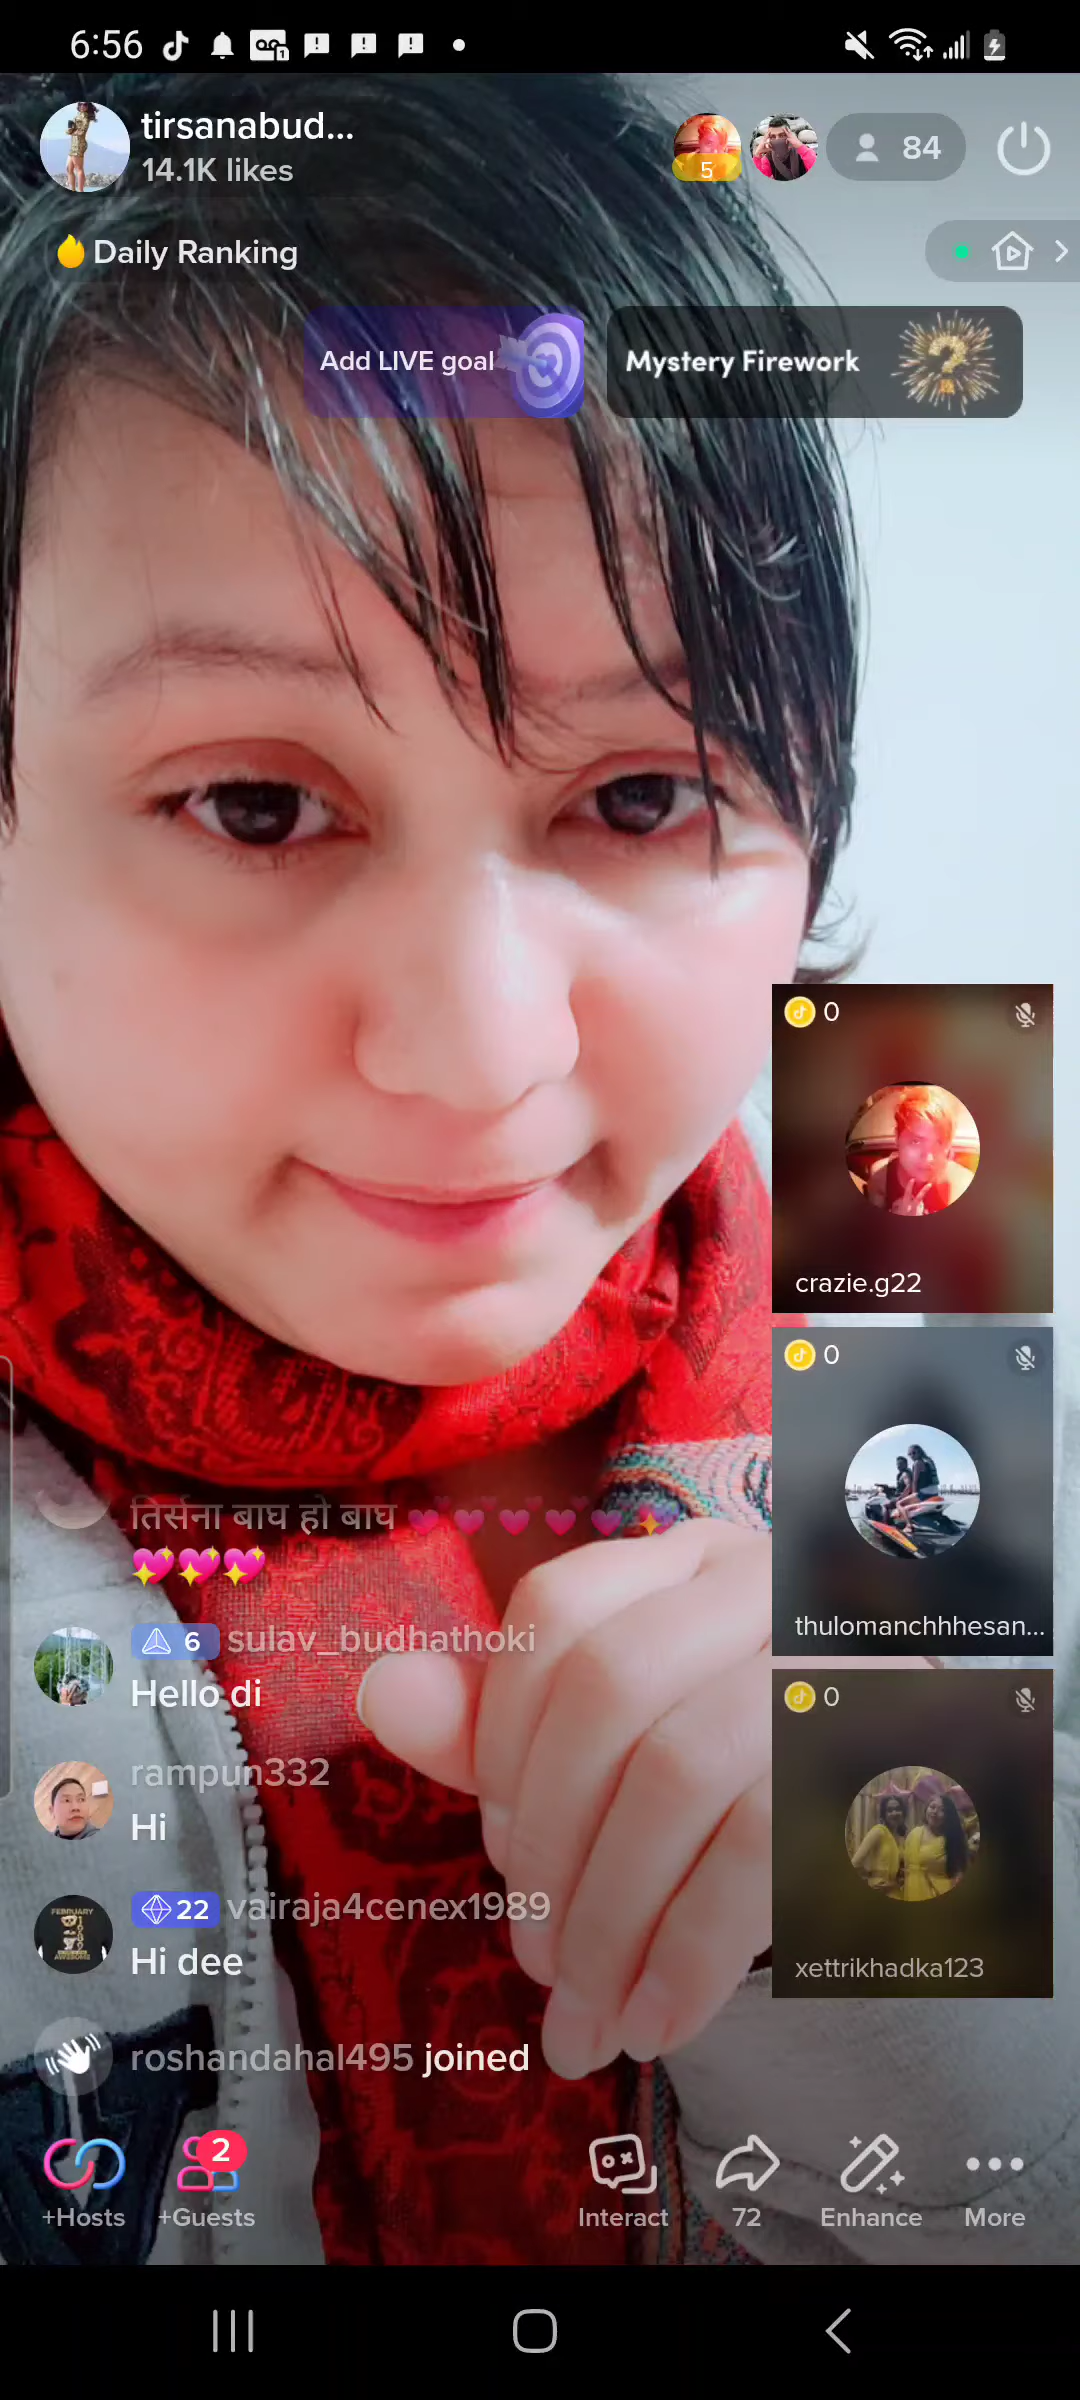 6:56
tirsanabud...
14.1K likes
5
84
Daily Ranking
Add LIVE goal
Mystery Firework
0
crazie.g22
0
thulomanchhhesan...
0
xettrikhadka123
तिर्सना बाघ हो बाघ
6 sulav_budhathoki
Hello di
rampun332
Hi
22 vairaja4cenex1989
Hi dee
roshandahal495 joined
2
+Hosts
+Guests
Interact
72
Enhance
More